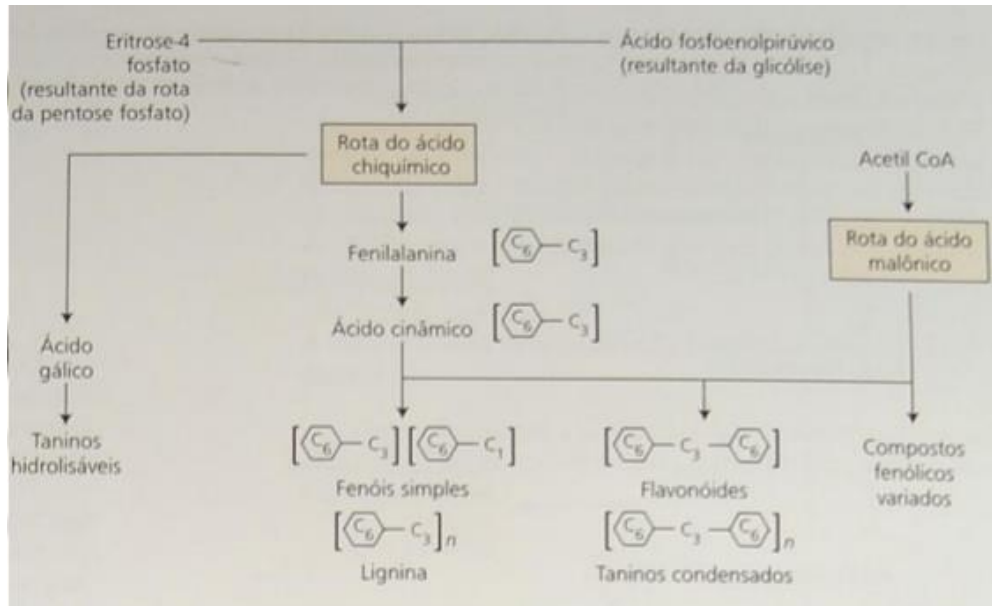 Eritrose-4
fosfato
(resultante da rota
da pentose fosfato)
Ácido fosfoenolpirúvico
(resultante da glicólise)
Rota do ácido
chiquímico
Acetil CoA
Rota do ácido
malônico
Fenilalanina
[C6 — C3]
Ácido cinâmico
[C6 — C3]
Ácido
gálico
Taninos
hidrolisáveis
[C6 — C3] [C6 — C1]
Fenóis simples
[C6 — C3]n
Lignina
[C6 — C3 — C6]
Flavonóides
[C6 — C3 — C6]n
Taninos condensados
Compostos
fenólicos
variados